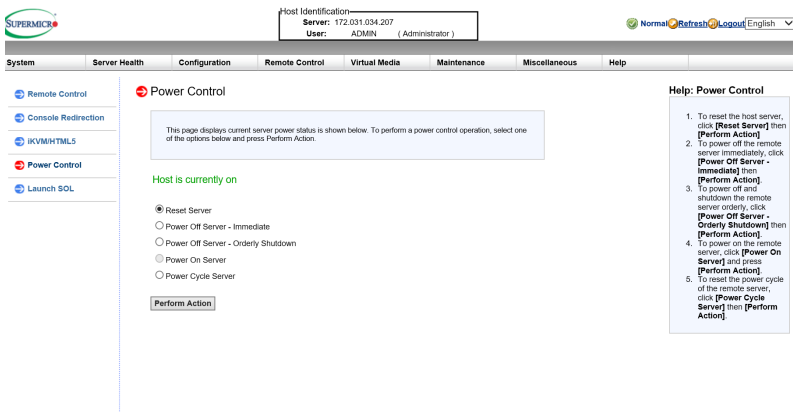 SUPERMICR
Host Identification
Server: 172.031.034.207
User: ADMIN ( Administrator )
Normal Refresh Logout English
System Server Health Configuration Remote Control Virtual Media Maintenance Miscellaneous Help
Remote Control
Console Redirection
iKVM/HTML5
Power Control
Launch SOL
Power Control
This page displays current server power status is shown below. To perform a power control operation, select one
of the options below and press Perform Action.
Host is currently on
Reset Server
Power Off Server - Immediate
Power Off Server - Orderly Shutdown
Power On Server
Power Cycle Server
Perform Action
Help: Power Control
1. To reset the host server,
click [Reset Server] then
[Perform Action]
2. To power off the remote
server immediately, click
[Power Off Server -
Immediate] then
[Perform Action].
3. To power off and
shutdown the remote
server orderly, click
[Power Off Server -
Orderly Shutdown] then
[Perform Action].
4. To power on the remote
server, click [Power On
Server] and press
[Perform Action].
5. To reset the power cycle
of the remote server,
click [Power Cycle
Server] then [Perform
Action].